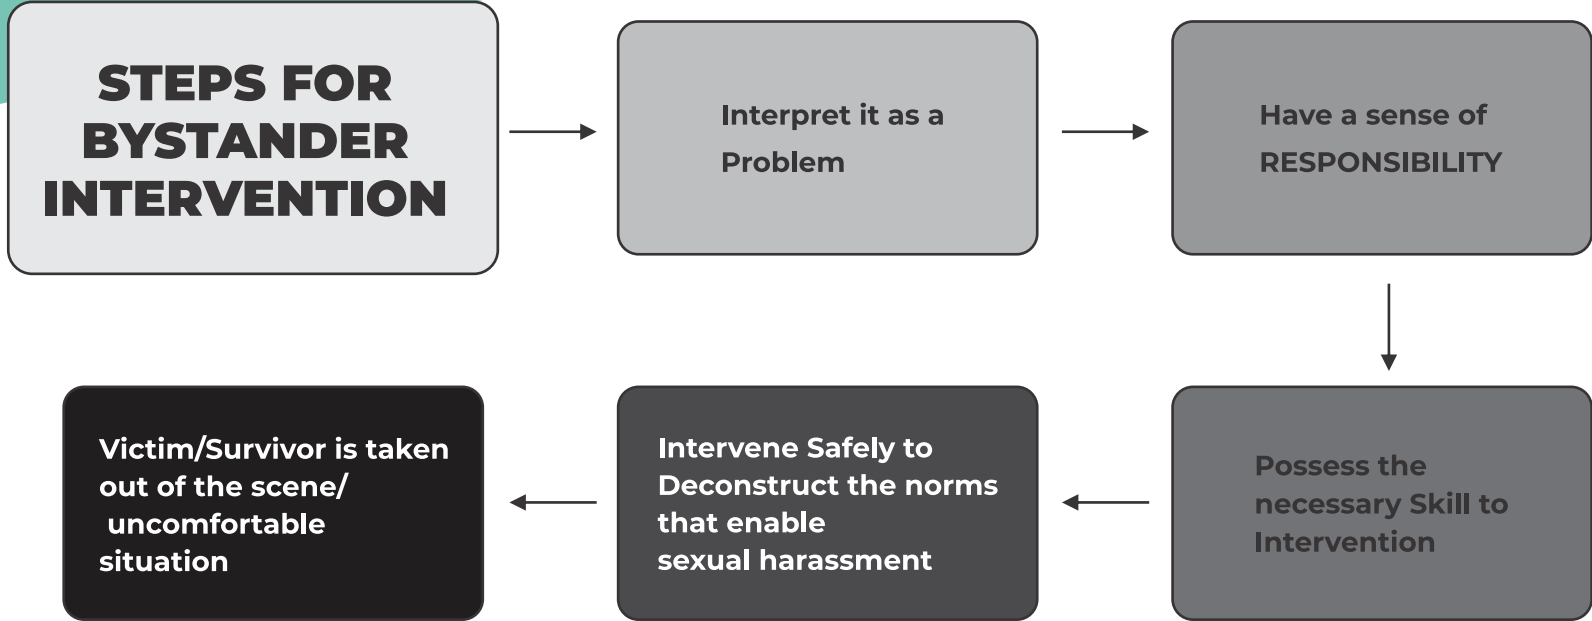 STEPS FOR
BYSTANDER
INTERVENTION
Interpret it as a
Problem
Have a sense of
RESPONSIBILITY
Possess the
necessary Skill to
Intervention
Intervene Safely to
Deconstruct the norms
that enable
sexual harassment
Victim/Survivor is taken
out of the scene/
uncomfortable
situation